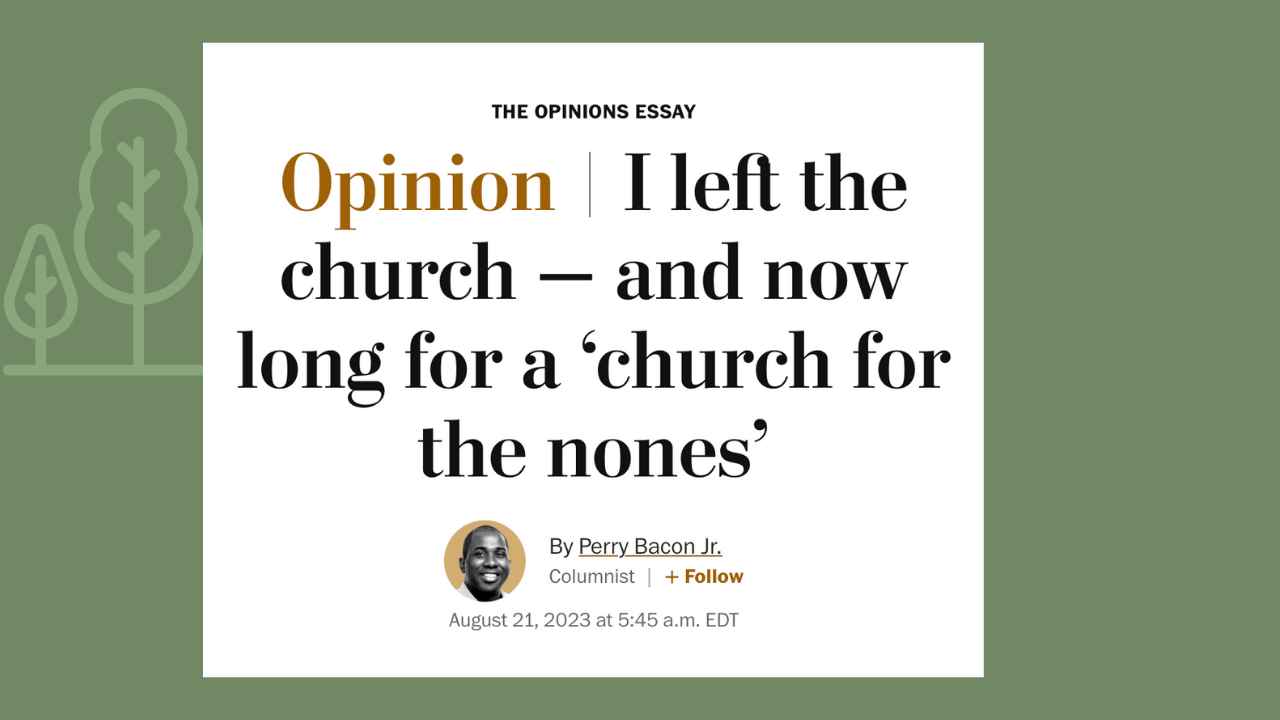 THE OPINIONS ESSAY
Opinion | I left the
church — and now
long for a ‘church for
the nones’
By Perry Bacon Jr.
Columnist | + Follow
August 21, 2023 at 5:45 a.m. EDT